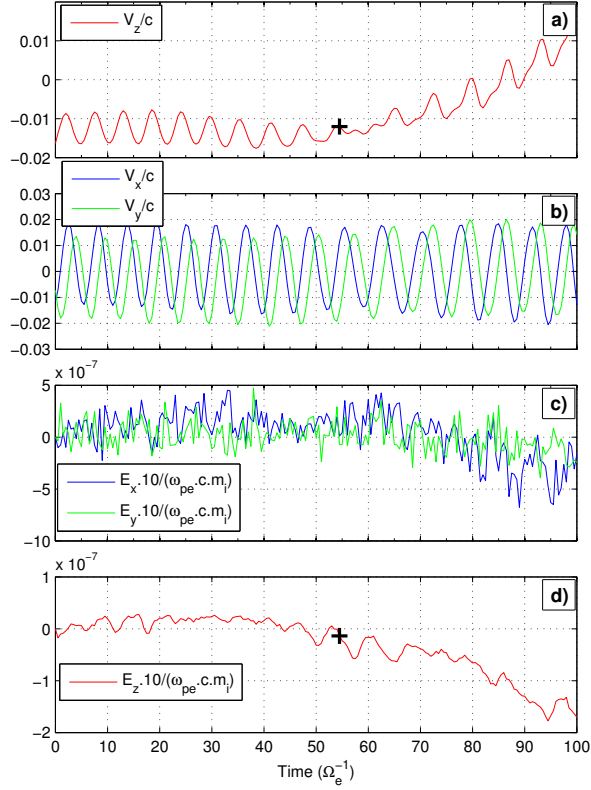 V_z/c
a)
0.01
0
−0.01
−0.02
V_x/c
V_y/c
b)
0.03
0.02
0.01
0
−0.01
−0.02
−0.03
x 10^−7
c)
5
0
−5
−10
E_x.10/(ω_pe.c.m_i)
E_y.10/(ω_pe.c.m_i)
x 10^−7
d)
1
0
−1
−2
E_z.10/(ω_pe.c.m_i)
0 10 20 30 40 50 60 70 80 90 100
Time (Ω_e^−1)